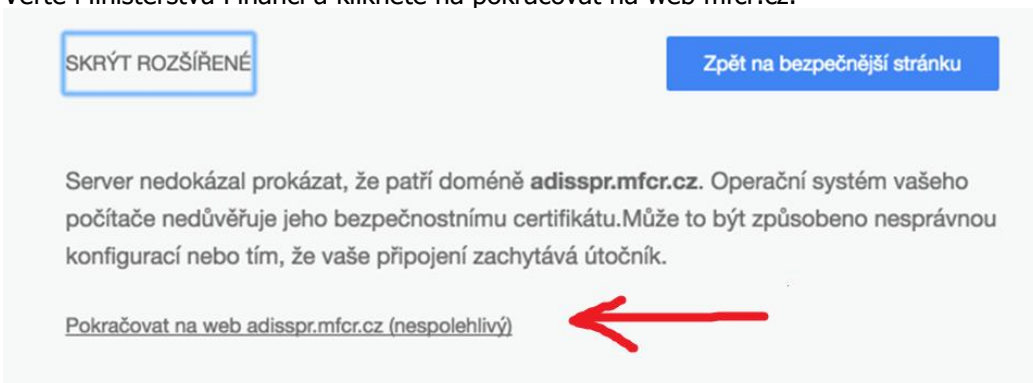 Věřte Ministerstvu Financí a klikněte na pokračovat na web mfcr.cz.
SKRÝT ROZŠÍŘENÉ
Zpět na bezpečnější stránku
Server nedokázal prokázat, že patří doméně adisspr.mfcr.cz. Operační systém vašeho
počítače nedůvěřuje jeho bezpečnostnímu certifikátu.Může to být způsobeno nesprávnou
konfigurací nebo tím, že vaše připojení zachytává útočník.
Pokračovat na web adisspr.mfcr.cz (nespolehlivý)